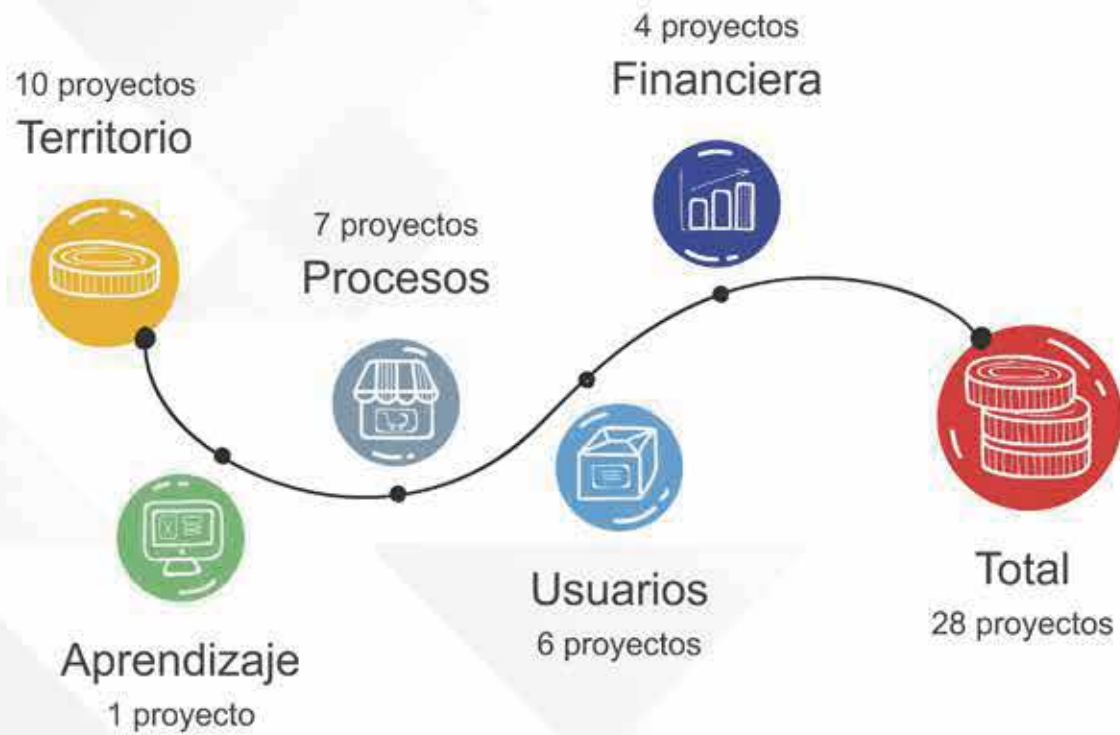 10 proyectos
Territorio
Aprendizaje
1 proyecto
7 proyectos
Procesos
Usuarios
6 proyectos
4 proyectos
Financiera
Total
28 proyectos